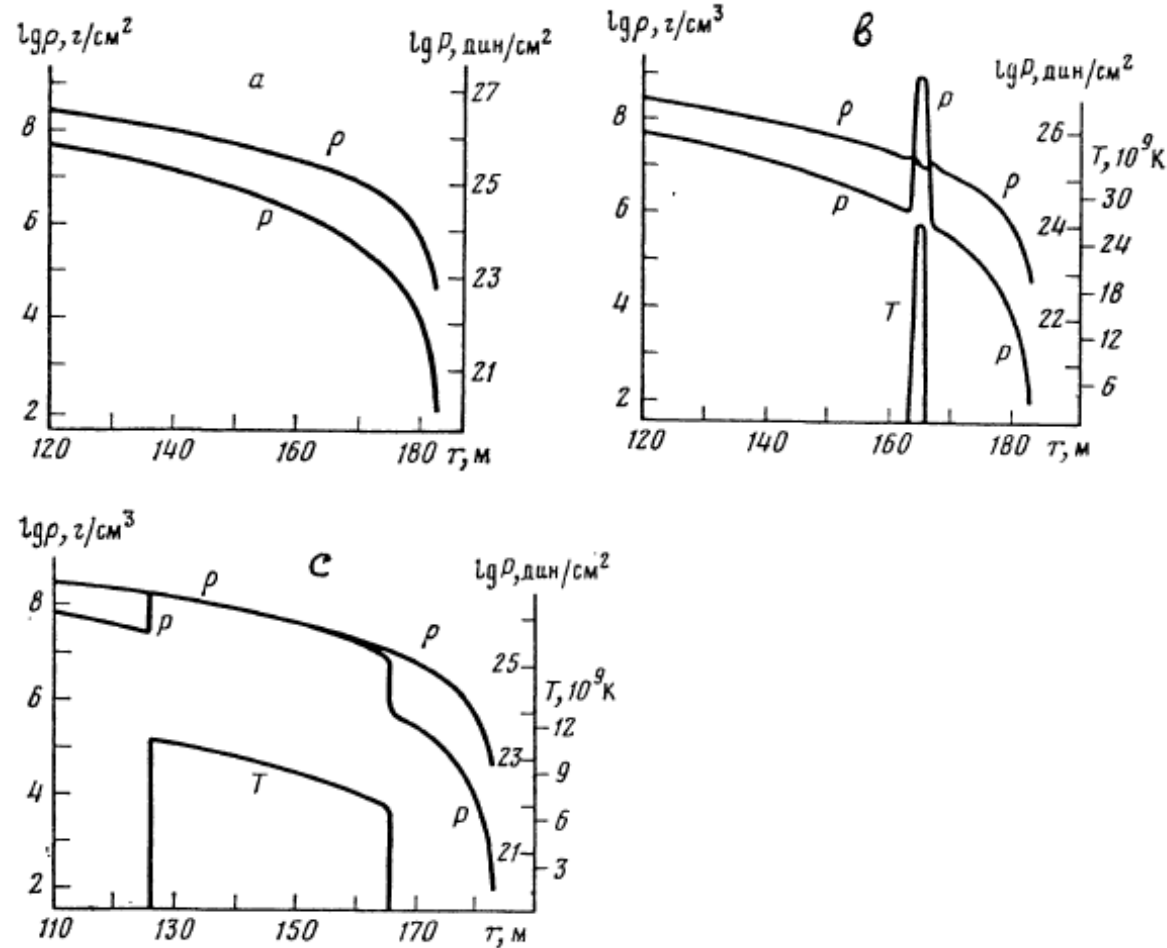 lgρ, г/см² lgP, дин/см²
a
27
8
ρ
25
6
P
23
4
21
2
120 140 160 180 r, м
lgρ, г/см³ в
lgP, дин/см²
P
8 ρ 26
T, 10⁹K
ρ
30
6 P 24
24
18
4 T 22
12
P
6
2
120 140 160 180 r, м
lgρ, г/см³
c lgP, дин/см²
ρ
8
P ρ
25
T, 10⁹K
6
12
23
9
T
4 P 6
21
3
2
110 130 150 170 r, м